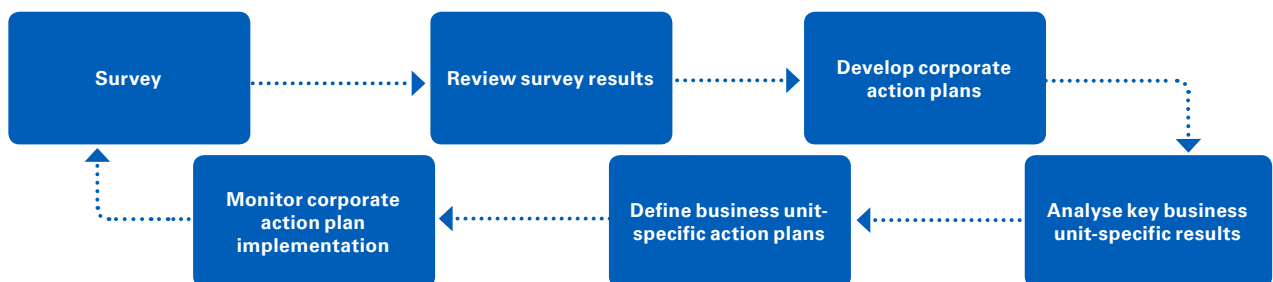 Survey
Review survey results
Develop corporate
action plans
Analyse key business
unit-specific results
Define business unit-
specific action plans
Monitor corporate
action plan
implementation